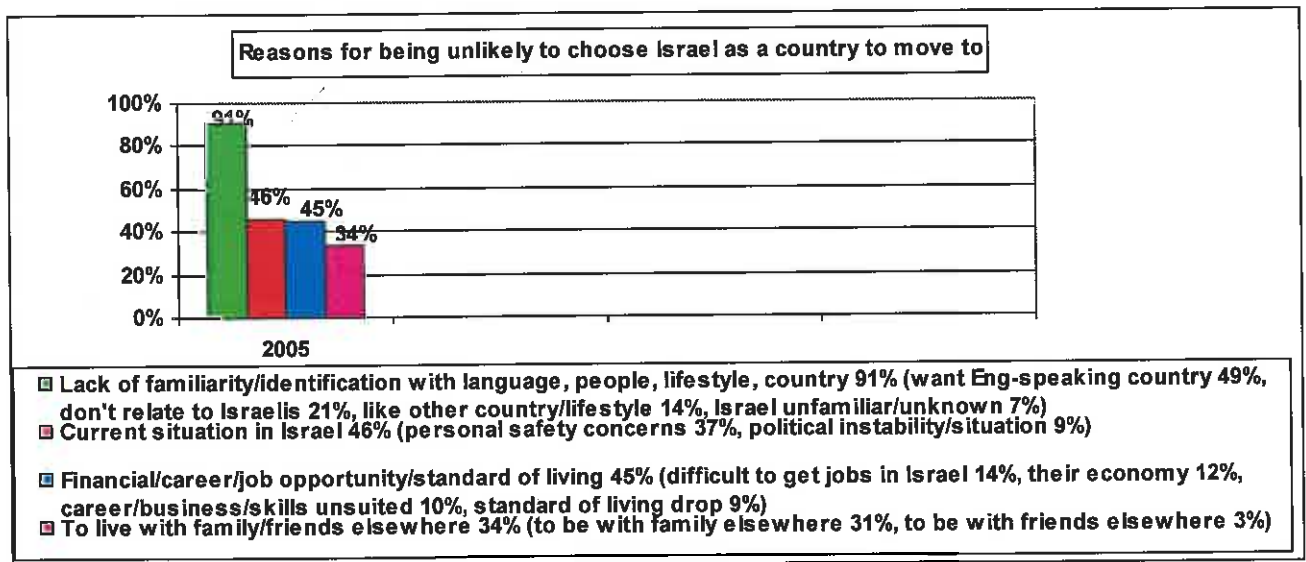 Reasons for being unlikely to choose Israel as a country to move to
100%
80%
60%
40%
20%
0%
91%
46%
45%
34%
2005
Lack of familiarity/identification with language, people, lifestyle, country 91% (want Eng-speaking country 49%,
don't relate to Israelis 21%, like other country/lifestyle 14%, Israel unfamiliar/unknown 7%)
Current situation in Israel 46% (personal safety concerns 37%, political instability/situation 9%)
Financial/career/job opportunity/standard of living 45% (difficult to get jobs in Israel 14%, their economy 12%,
career/business/skills unsuited 10%, standard of living drop 9%)
To live with family/friends elsewhere 34% (to be with family elsewhere 31%, to be with friends elsewhere 3%)